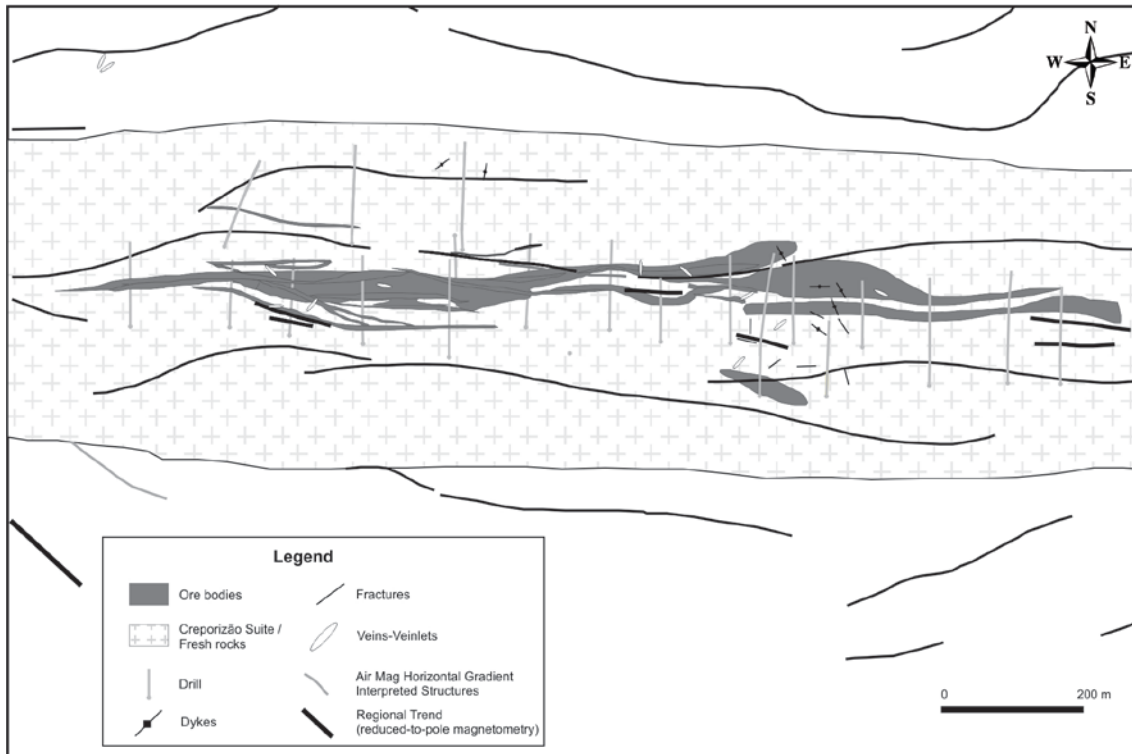 N
W E
S
Legend
Ore bodies
Fractures
Creporizão Suite /
Fresh rocks
Veins-Veinlets
Drill
Air Mag Horizontal Gradient
Interpreted Structures
Dykes
Regional Trend
(reduced-to-pole magnetometry)
0 200 m